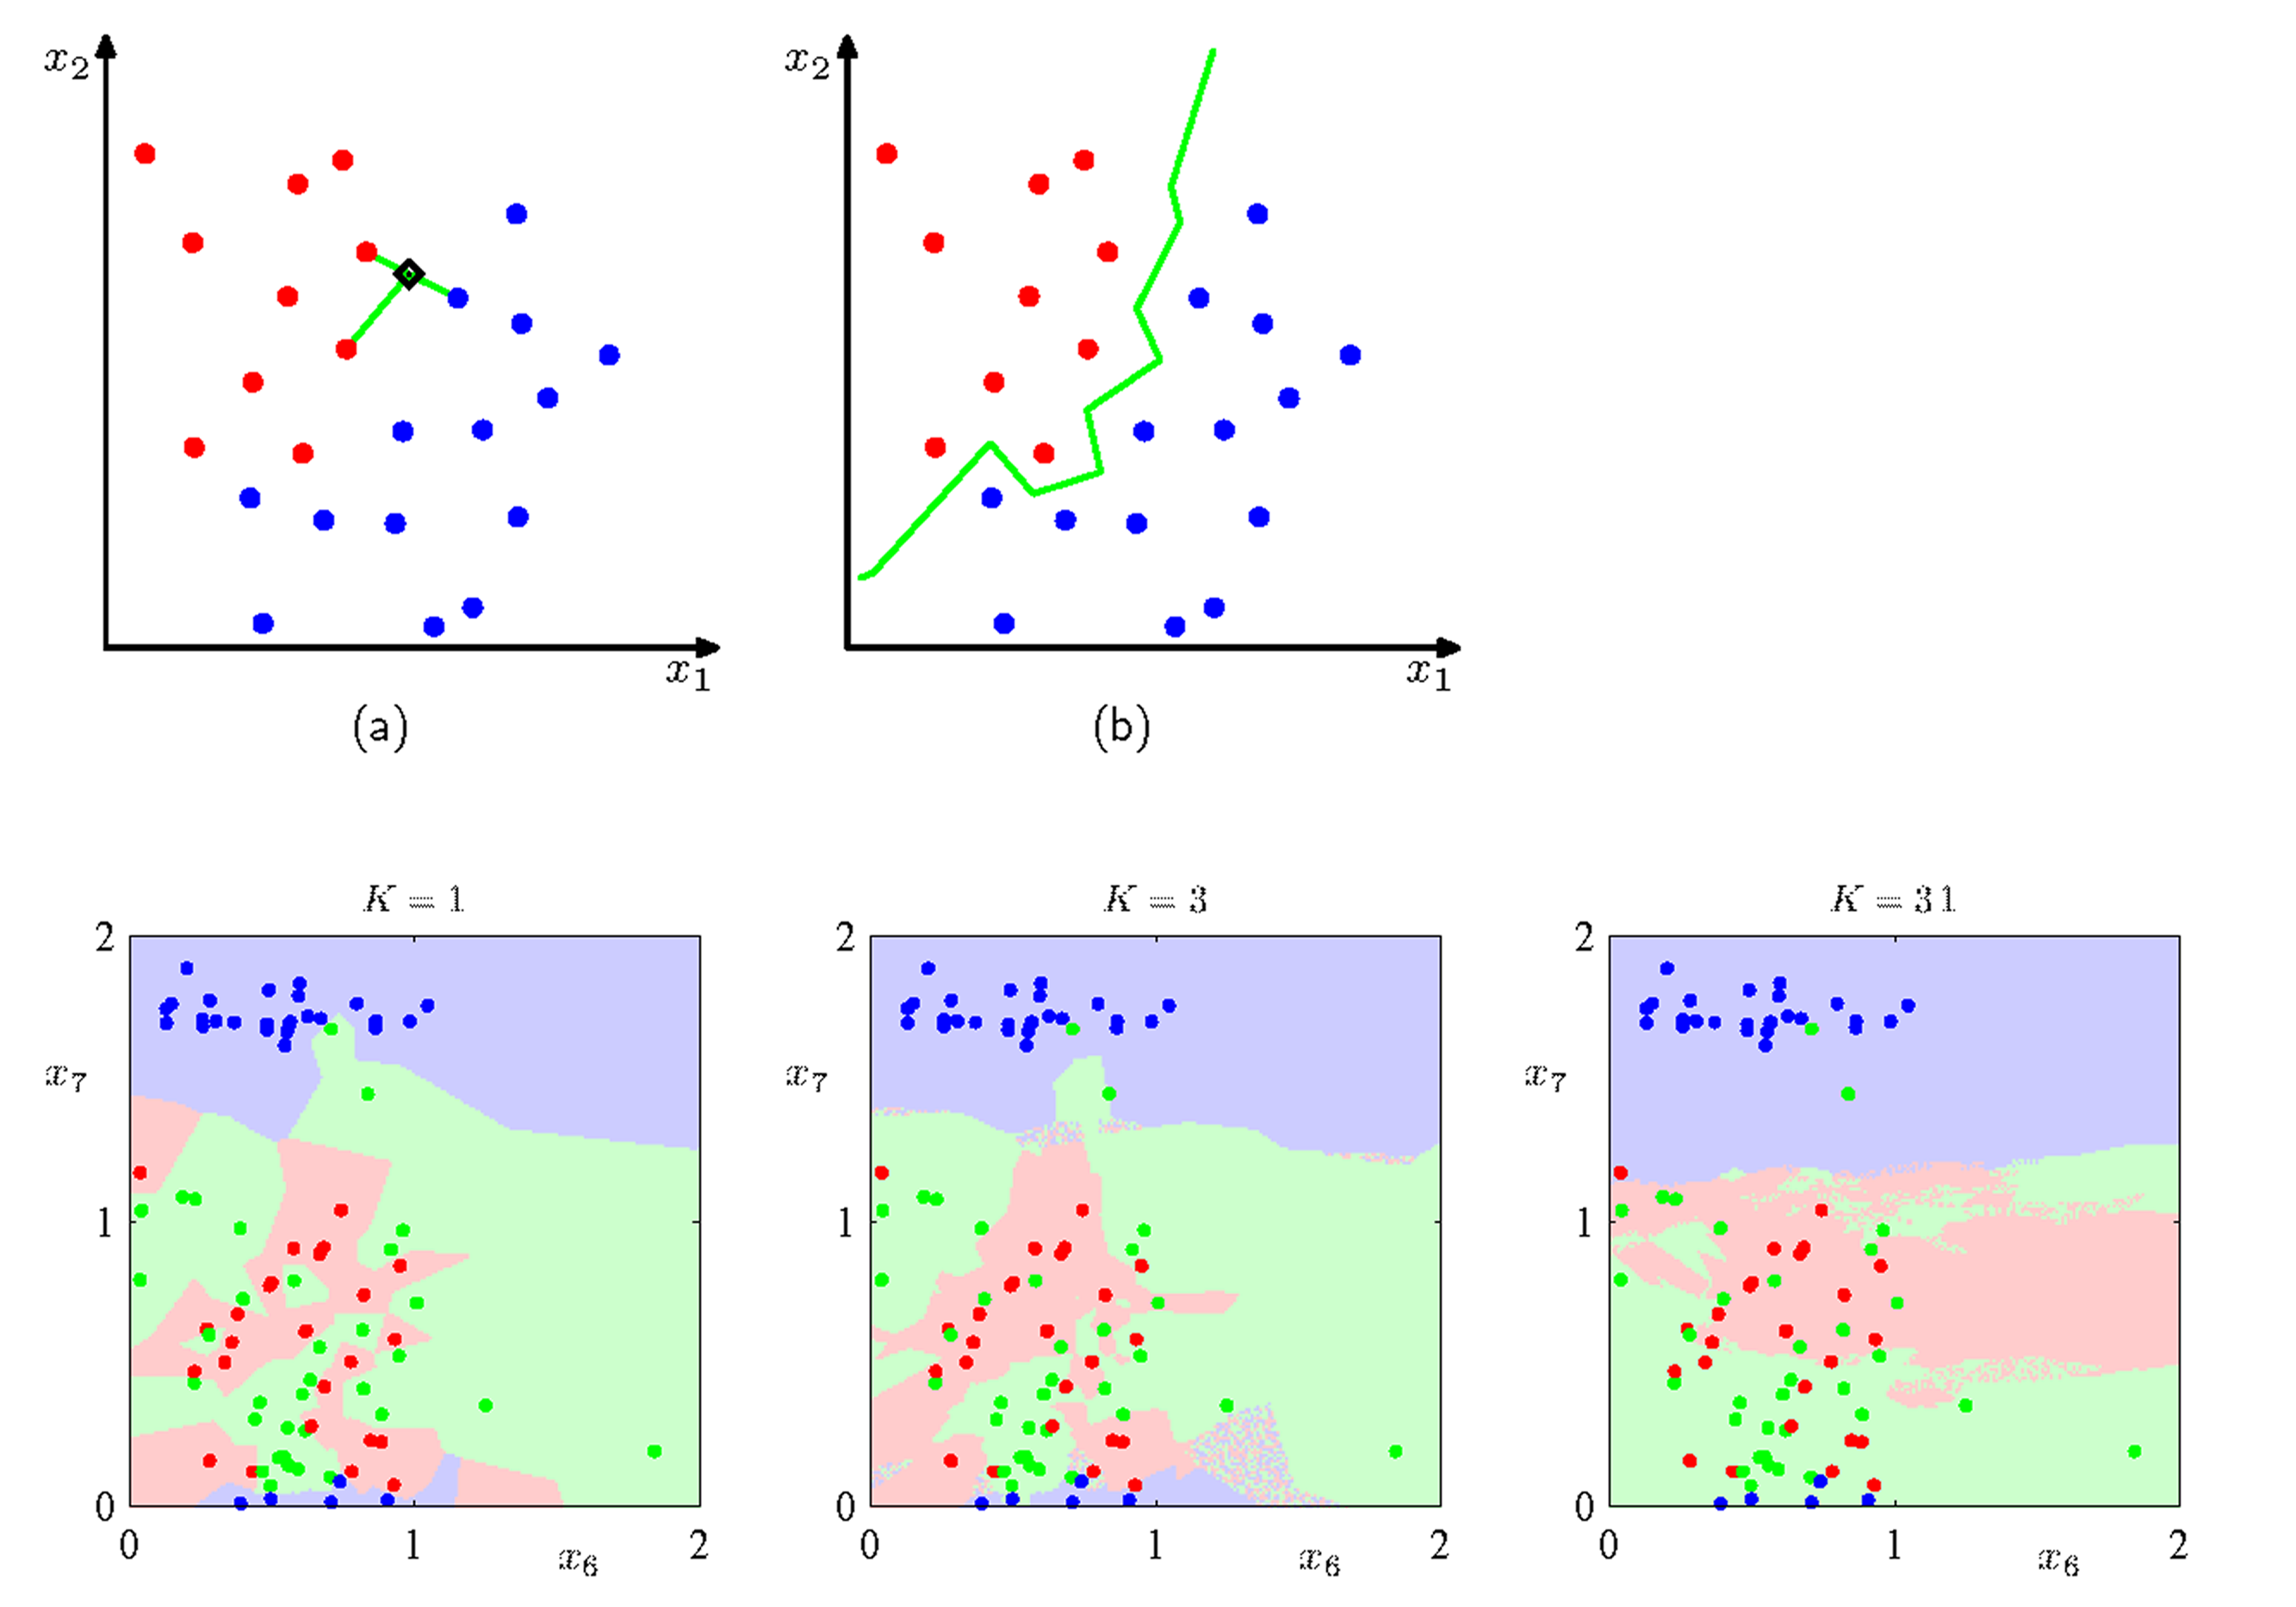 x2 x2
x1 x1
(a) (b)
K = 1 K = 3 K = 31
2 2 2
x7 x7 x7
1 1 1
0 0 0
0 1 x6 2 0 1 x6 2 0 1 x6 2